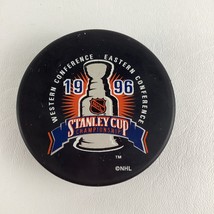 WESTERN CONFERENCE EASTERN CONFERENCE
19 96
NHL
STANLEY CUP
CHAMPIONSHIP
™
©NHL